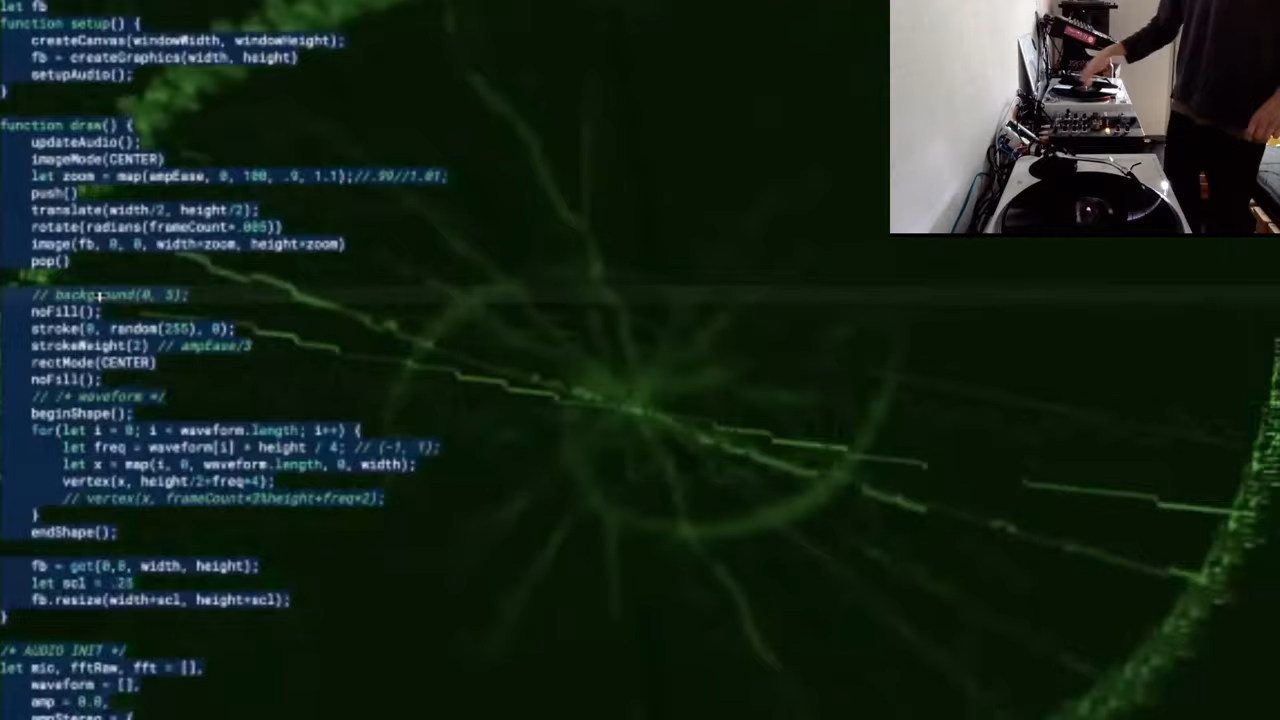 let fb
function setup() {
createCanvas(windowWidth, windowHeight);
fb = createGraphics(width, height)
setupAudio();
}
function draw() {
updateAudio();
imageMode(CENTER)
let zoom = map(ampEase, 0, 100, .9, 1.1);//.99//1.01;
push()
translate(width/2, height/2);
rotate(radians(frameCount*.005))
image(fb, 0, 0, width*zoom, height*zoom)
pop()
// background(0, 5);
noFill();
stroke(0, random(255), 0);
strokeWeight(2) // ampEase/3
rectMode(CENTER)
noFill();
// /* waveform */
beginShape();
for(let i = 0; i < waveform.length; i++) {
let freq = waveform[i] * height / 4; // (-1, 1);
let x = map(i, 0, waveform.length, 0, width);
vertex(x, height/2+freq*4);
// vertex(x, frameCount*2%height+freq*2);
}
endShape();
fb = get(0,0, width, height);
let scl = .25
fb.resize(width*scl, height*scl);
}
/* AUDIO INIT */
let mic, fftRaw, fft = [],
waveform = [],
amp = 0.0,
ampStereo = {